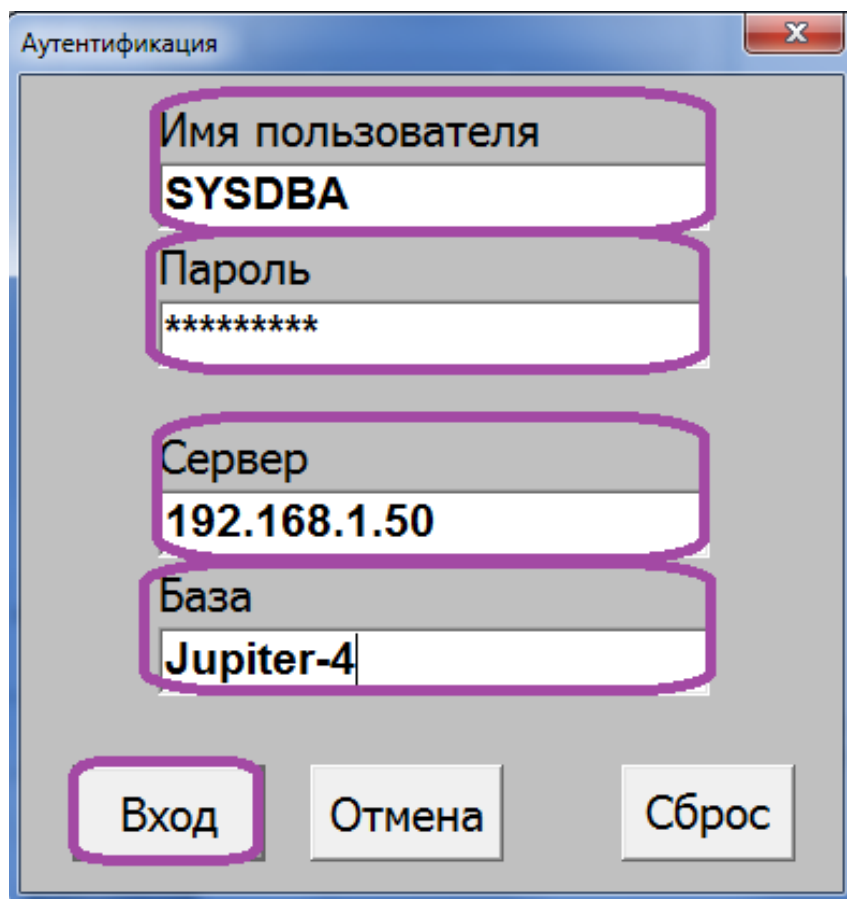 Аутентификация
Имя пользователя
SYSDBA
Пароль
*********
Сервер
192.168.1.50
База
Jupiter-4
Вход Отмена Сброс